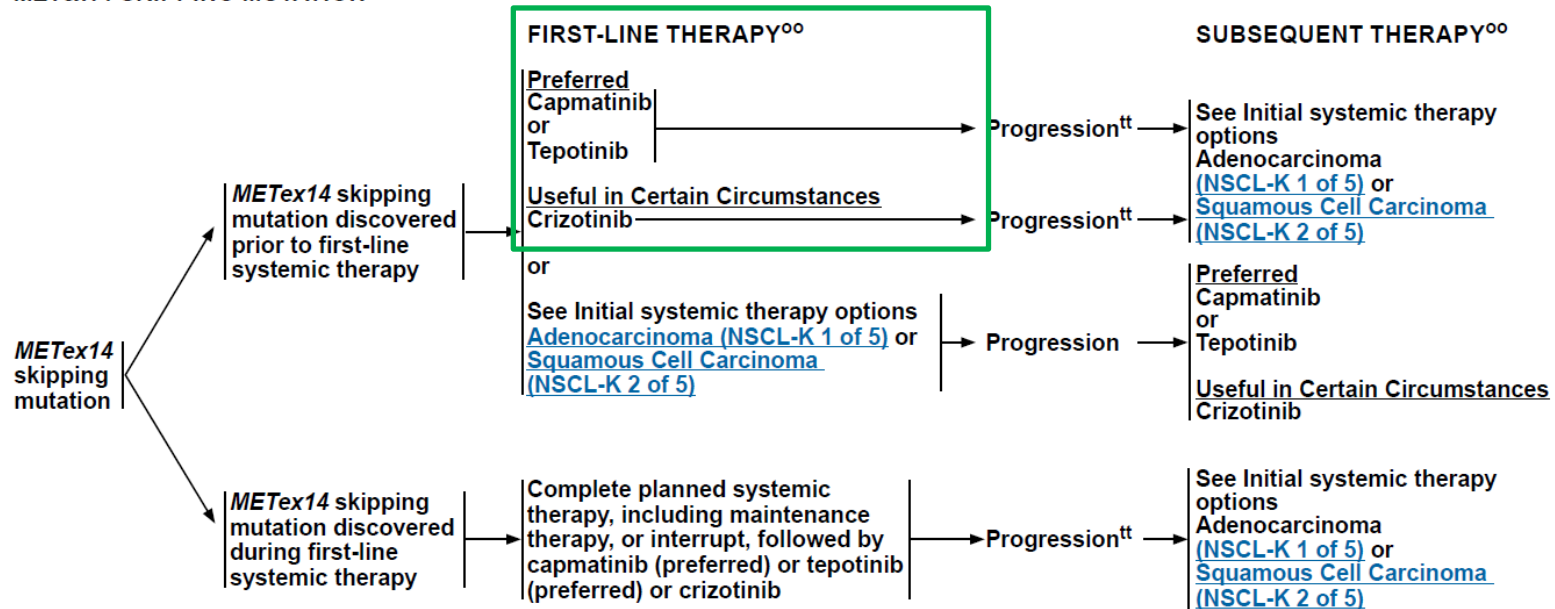 FIRST-LINE THERAPYoo
SUBSEQUENT THERAPYoo
Preferred
Capmatinib
or
Tepotinib
Progressiontt
See Initial systemic therapy
options
Adenocarcinoma
(NSCL-K 1 of 5) or
Squamous Cell Carcinoma
(NSCL-K 2 of 5)
Useful in Certain Circumstances
Crizotinib
Progressiontt
METex14 skipping
mutation discovered
prior to first-line
systemic therapy
or
See Initial systemic therapy options
Adenocarcinoma (NSCL-K 1 of 5) or
Squamous Cell Carcinoma
(NSCL-K 2 of 5)
Progression
Preferred
Capmatinib
or
Tepotinib
Useful in Certain Circumstances
Crizotinib
METex14
skipping
mutation
METex14 skipping
mutation discovered
during first-line
systemic therapy
Complete planned systemic
therapy, including maintenance
therapy, or interrupt, followed by
capmatinib (preferred) or tepotinib
(preferred) or crizotinib
Progressiontt
See Initial systemic therapy
options
Adenocarcinoma
(NSCL-K 1 of 5) or
Squamous Cell Carcinoma
(NSCL-K 2 of 5)